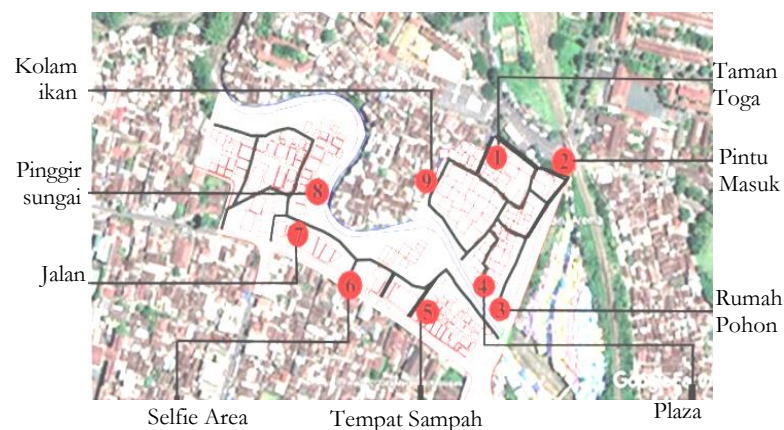 Kolam
ikan
Taman
Toga
Pintu
Masuk
Pinggir
sungai
Jalan
Rumah
Pohon
Selfie Area
Tempat Sampah
Plaza
1
2
3
4
5
6
7
8
9